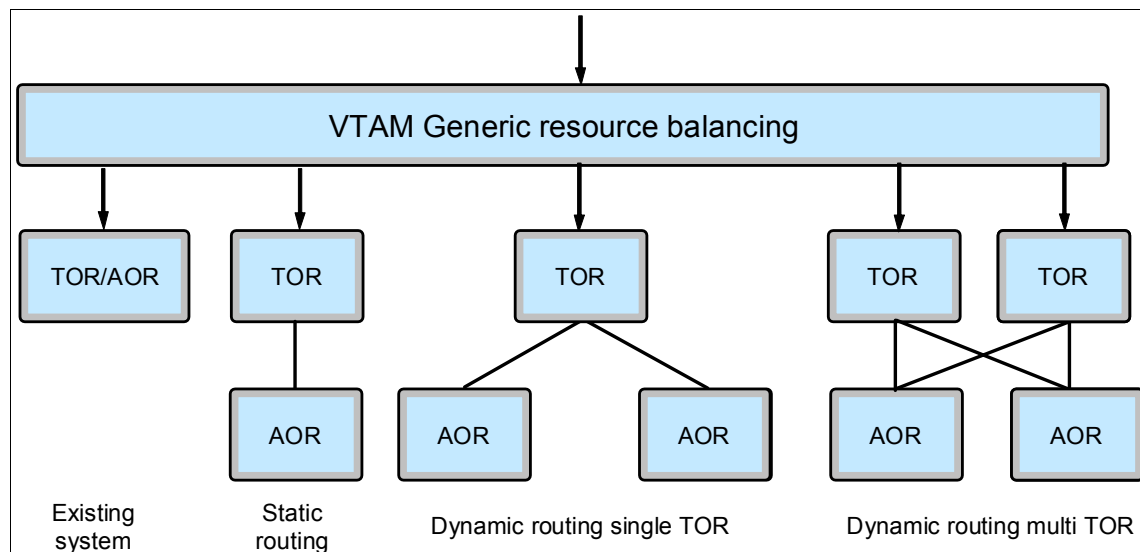 VTAM Generic resource balancing
TOR/AOR
TOR
TOR
TOR
TOR
AOR
AOR
AOR
AOR
AOR
Existing
system
Static
routing
Dynamic routing single TOR
Dynamic routing multi TOR